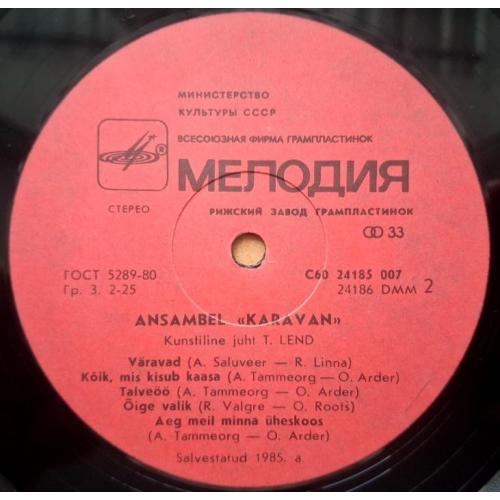 МИНИСТЕРСТВО
КУЛЬТУРЫ СССР
ВСЕСОЮЗНАЯ ФИРМА ГРАМПЛАСТИНОК
МЕЛОДИЯ
СТЕРЕО
РИЖСКИЙ ЗАВОД ГРАМПЛАСТИНОК
33
ГОСТ 5289-80
Гр. 3. 2-25
С60 24185 007
24186 DMM 2
ANSAMBEL «KARAVAN»
Kunstiline juht T. LEND
Väravad (A. Saluveer — R. Linna)
Kõik, mis kisub kaasa (A. Tammeorg — O. Arder)
Talveöö (A. Tammeorg — O. Arder)
Õige valik (R. Valgre — O. Roots)
Aeg meil minna üheskoos
(A. Tammeorg — O. Arder)
Salvestatud 1985. a.